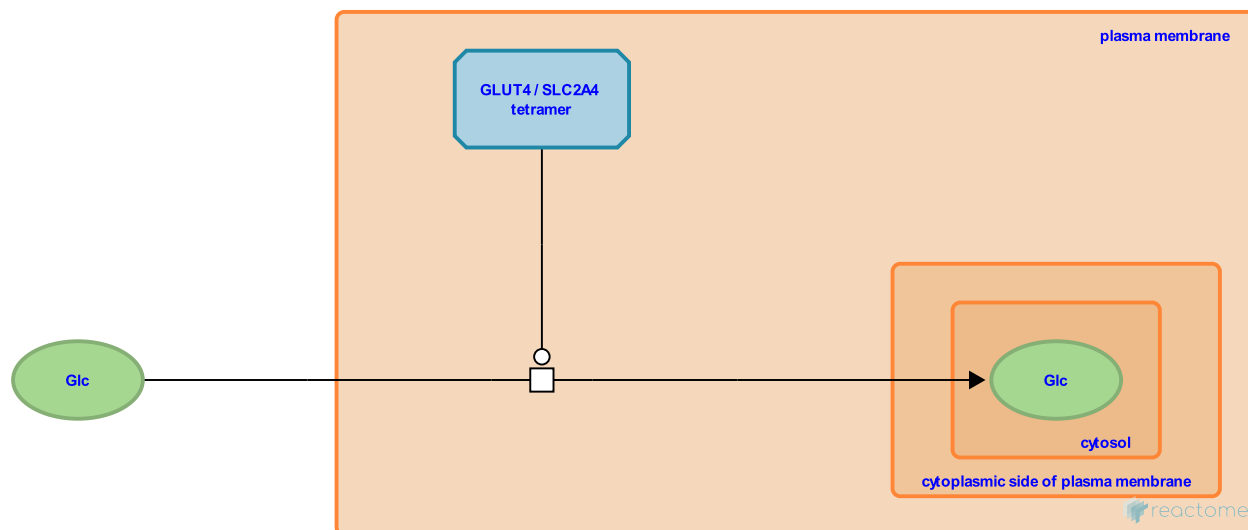 plasma membrane
GLUT4 / SLC2A4
tetramer
Glc
Glc
cytosol
cytoplasmic side of plasma membrane
reactome